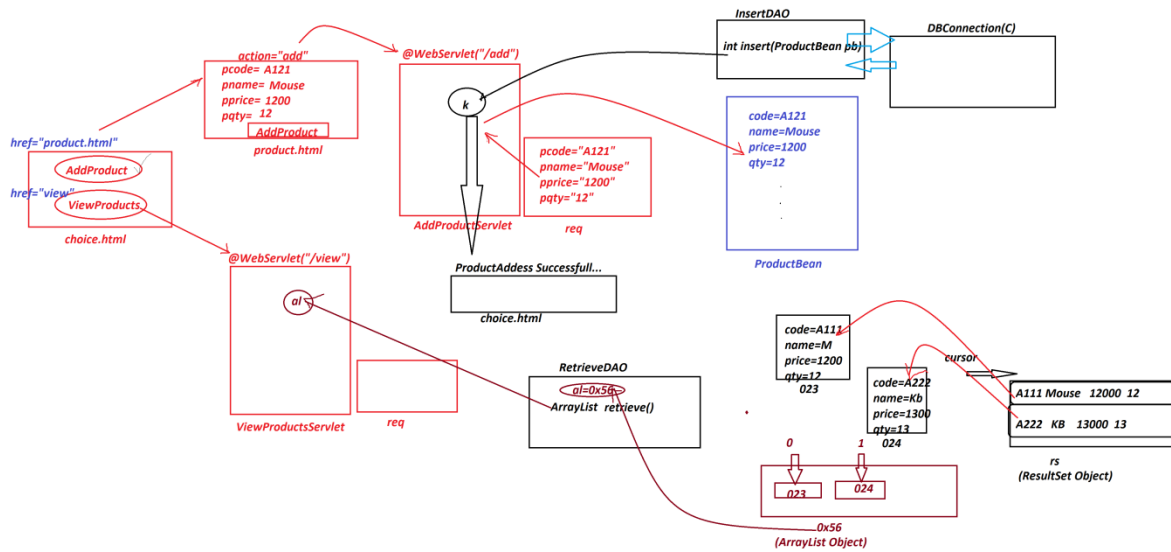 InsertDAO
int insert(ProductBean pb)
DBConnection(C)
action="add"
pcode= A121
pname= Mouse
pprice= 1200
pqty= 12
AddProduct
product.html
@WebServlet("/add")
k
AddProductServlet
pcode="A121"
pname="Mouse"
pprice="1200"
pqty="12"
req
code=A121
name=Mouse
price=1200
qty=12
.
.
.
ProductBean
href="product.html"
AddProduct
href="view"
ViewProducts
choice.html
@WebServlet("/view")
al
ViewProductsServlet
req
ProductAddess Successfull...
choice.html
RetrieveDAO
al=0x56
ArrayList retrieve()
code=A111
name=M
price=1200
qty=12
023
code=A222
name=Kb
price=1300
qty=13
024
cursor
A111 Mouse 12000 12
A222 KB 13000 13
rs
(ResultSet Object)
0 1
023 024
0x56
(ArrayList Object)